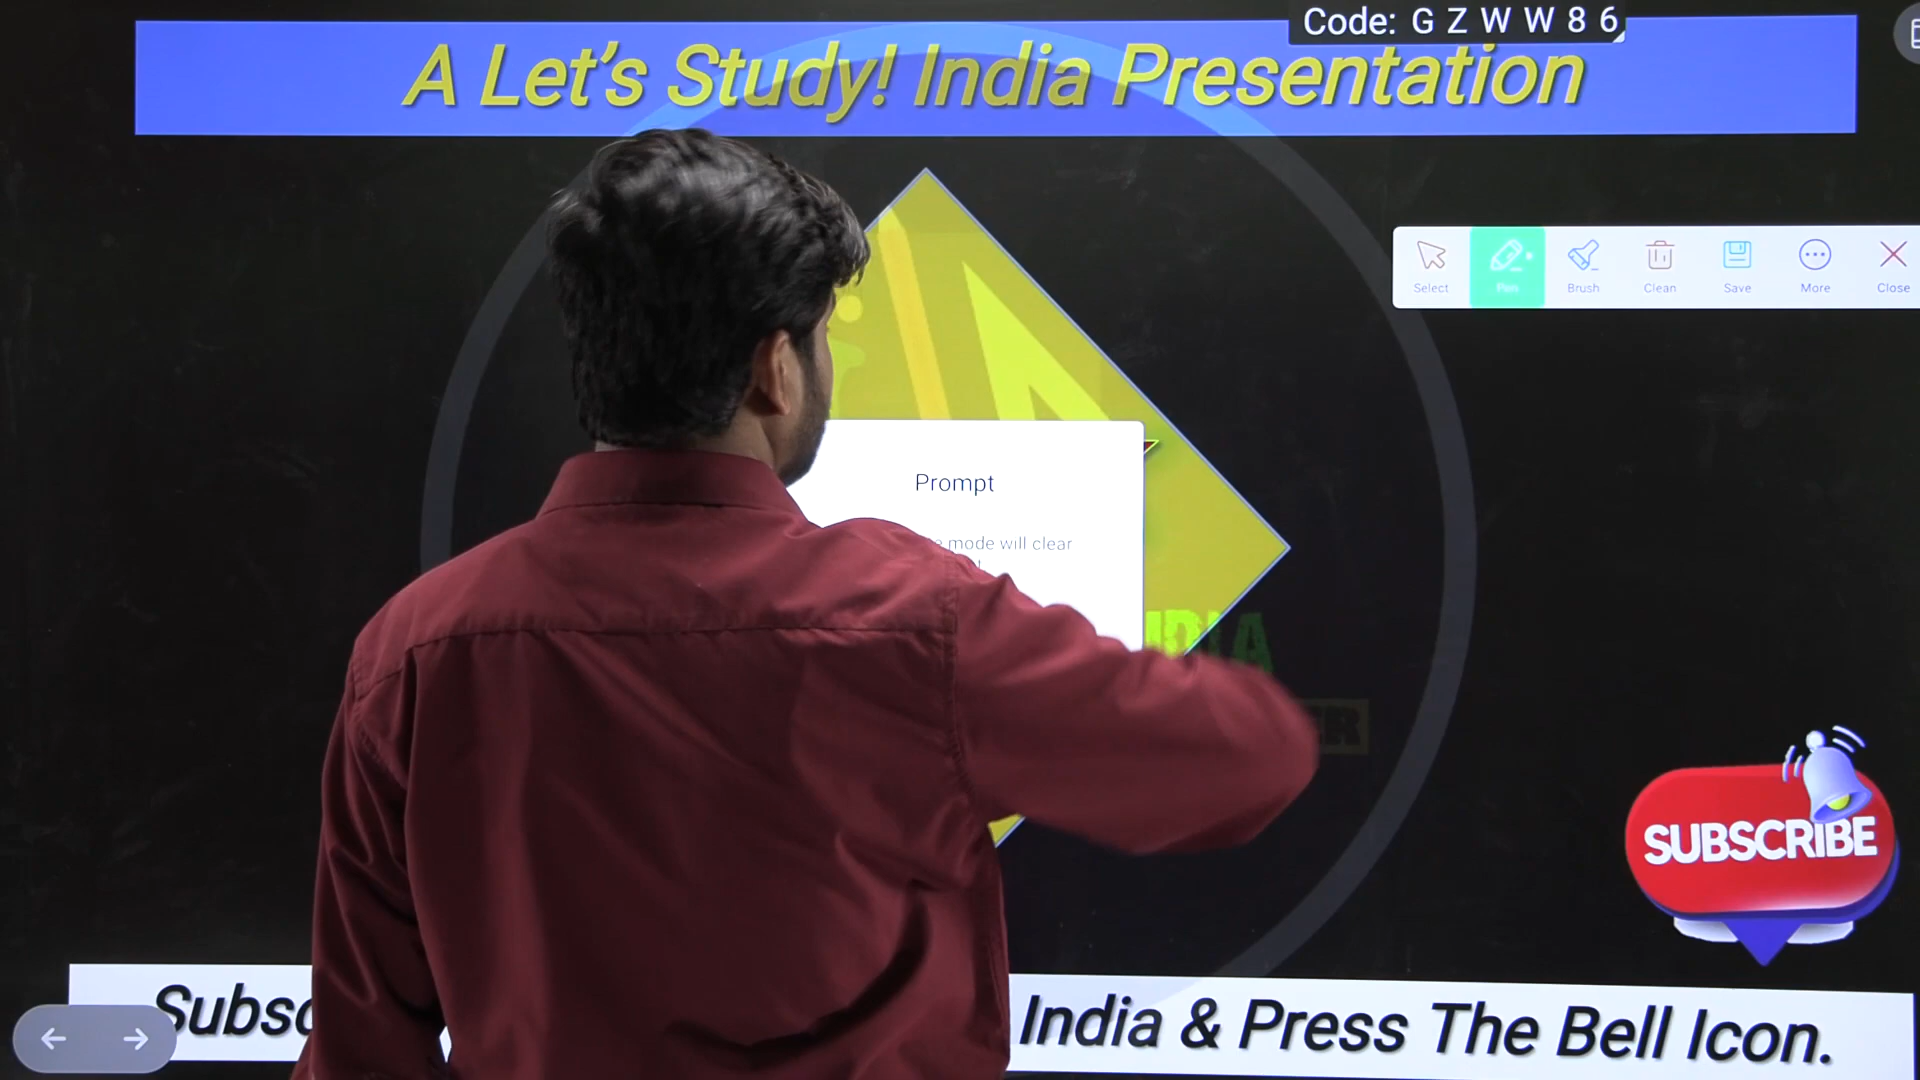 Code: G Z W W 8 6
A Let's Study! India Presentation
Select
Pen
Brush
Clean
Save
More
Close
Prompt
mode will clear
SUBSCRIBE
India & Press The Bell Icon.